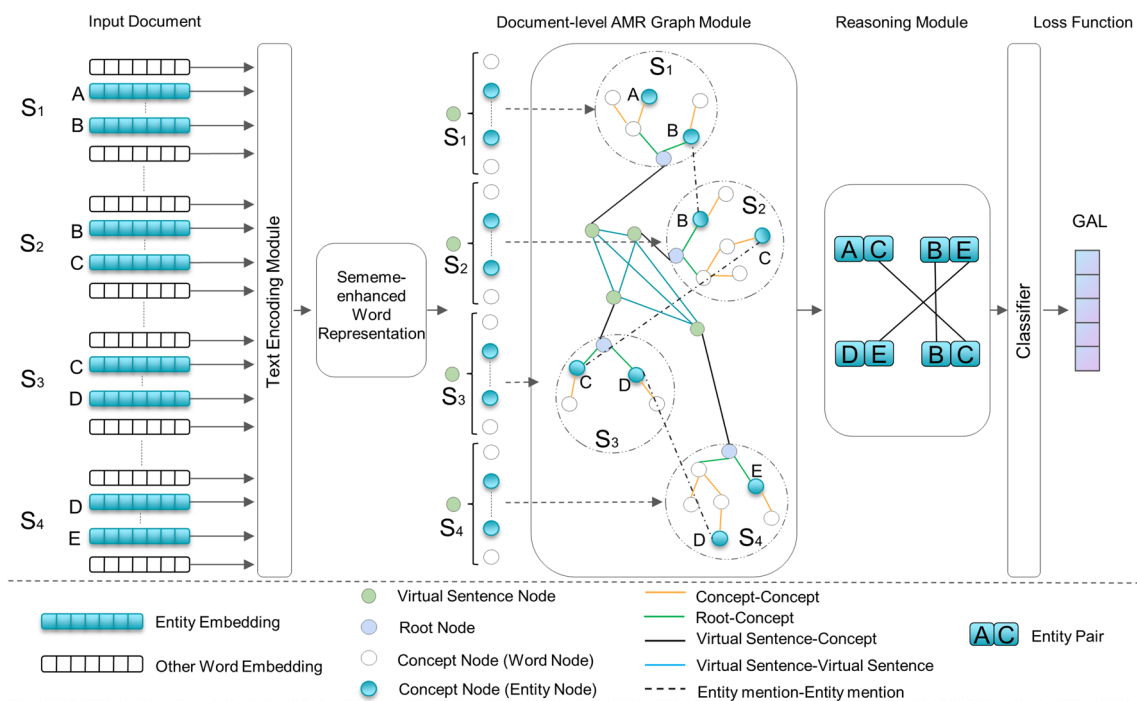 Input Document
Document-level AMR Graph Module
Reasoning Module
Loss Function
S1
A
B
S2
B
C
S3
C
D
S4
D
E
Text Encoding Module
Sememe-
enhanced
Word
Representation
S1
S2
S3
S4
S1
A
B
S2
B
C
C
D
S3
E
D
S4
A C
B E
D E
B C
Classifier
GAL
Entity Embedding
Other Word Embedding
Virtual Sentence Node
Root Node
Concept Node (Word Node)
Concept Node (Entity Node)
Concept-Concept
Root-Concept
Virtual Sentence-Concept
Virtual Sentence-Virtual Sentence
Entity mention-Entity mention
A C
Entity Pair